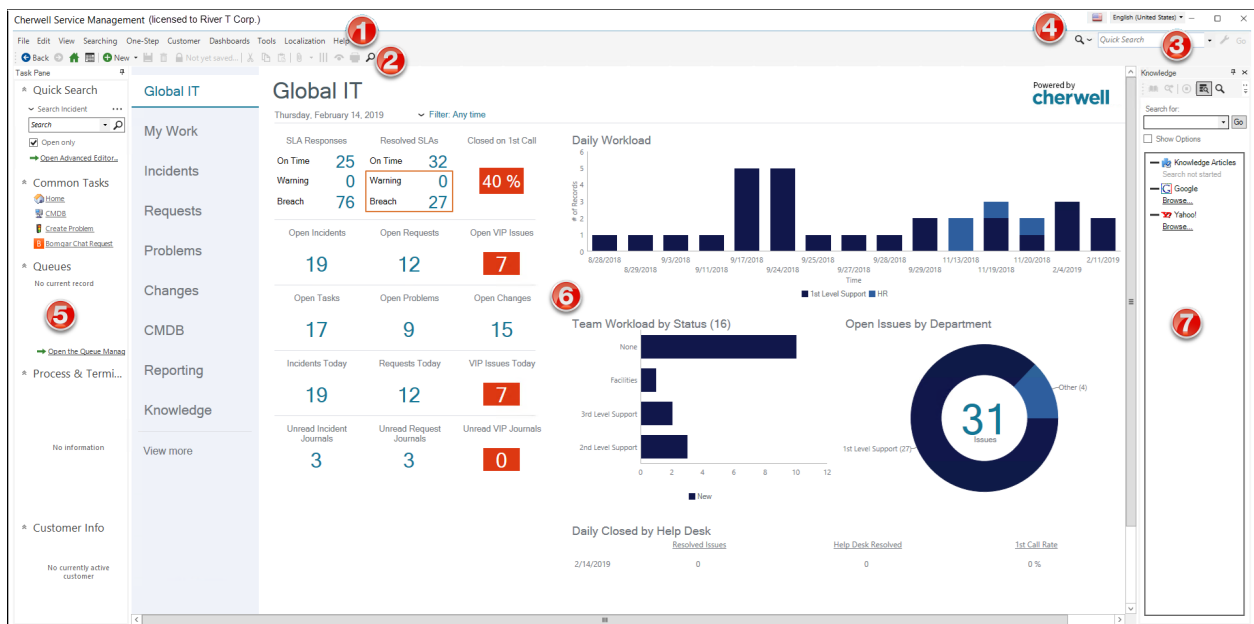 Cherwell Service Management (licensed to River T Corp.)
English (United States)
File Edit View Searching One-Step Customer Dashboards Tools Localization Help
1
4
Quick Search
3
Go
Back New Not yet saved...
2
Task Pane
Quick Search
Search Incident
Search
Open only
Open Advanced Editor...
Common Tasks
Home
CMDB
Create Problem
Bomgar Chat Request
Queues
No current record
5
Open the Queue Manag
Process & Termi...
No information
Customer Info
No currently active
customer
Global IT
My Work
Incidents
Requests
Problems
Changes
CMDB
Reporting
Knowledge
View more
Global IT
Thursday, February 14, 2019
Filter: Any time
Powered by
cherwell
SLA Responses Resolved SLAs Closed on 1st Call
On Time 25 On Time 32
Warning 0 Warning 0 40 %
Breach 76 Breach 27
Open Incidents Open Requests Open VIP Issues
19 12 7
Open Tasks Open Problems Open Changes
17 9 15
Incidents Today Requests Today VIP Issues Today
19 12 7
Unread Incident Unread Request Unread VIP Journals
Journals Journals
3 3 0
Daily Workload
# of Records
6
5
4
3
2
1
0
8/28/2018 9/3/2018 9/17/2018 9/25/2018 9/28/2018 11/13/2018 11/20/2018 2/11/2019
8/29/2018 9/11/2018 9/24/2018 9/27/2018 9/29/2018 11/19/2018 2/4/2019
Time
1st Level Support HR
6
Team Workload by Status (16)
None
Facilities
3rd Level Support
2nd Level Support
0 2 4 6 8 10 12
New
Open Issues by Department
Other (4)
31
Issues
1st Level Support (27)
Daily Closed by Help Desk
Resolved Issues Help Desk Resolved 1st Call Rate
2/14/2019 0 0 0 %
Knowledge
Search for:
Go
Show Options
Knowledge Articles
Search not started
Google
Browse...
Yahoo!
Browse...
7